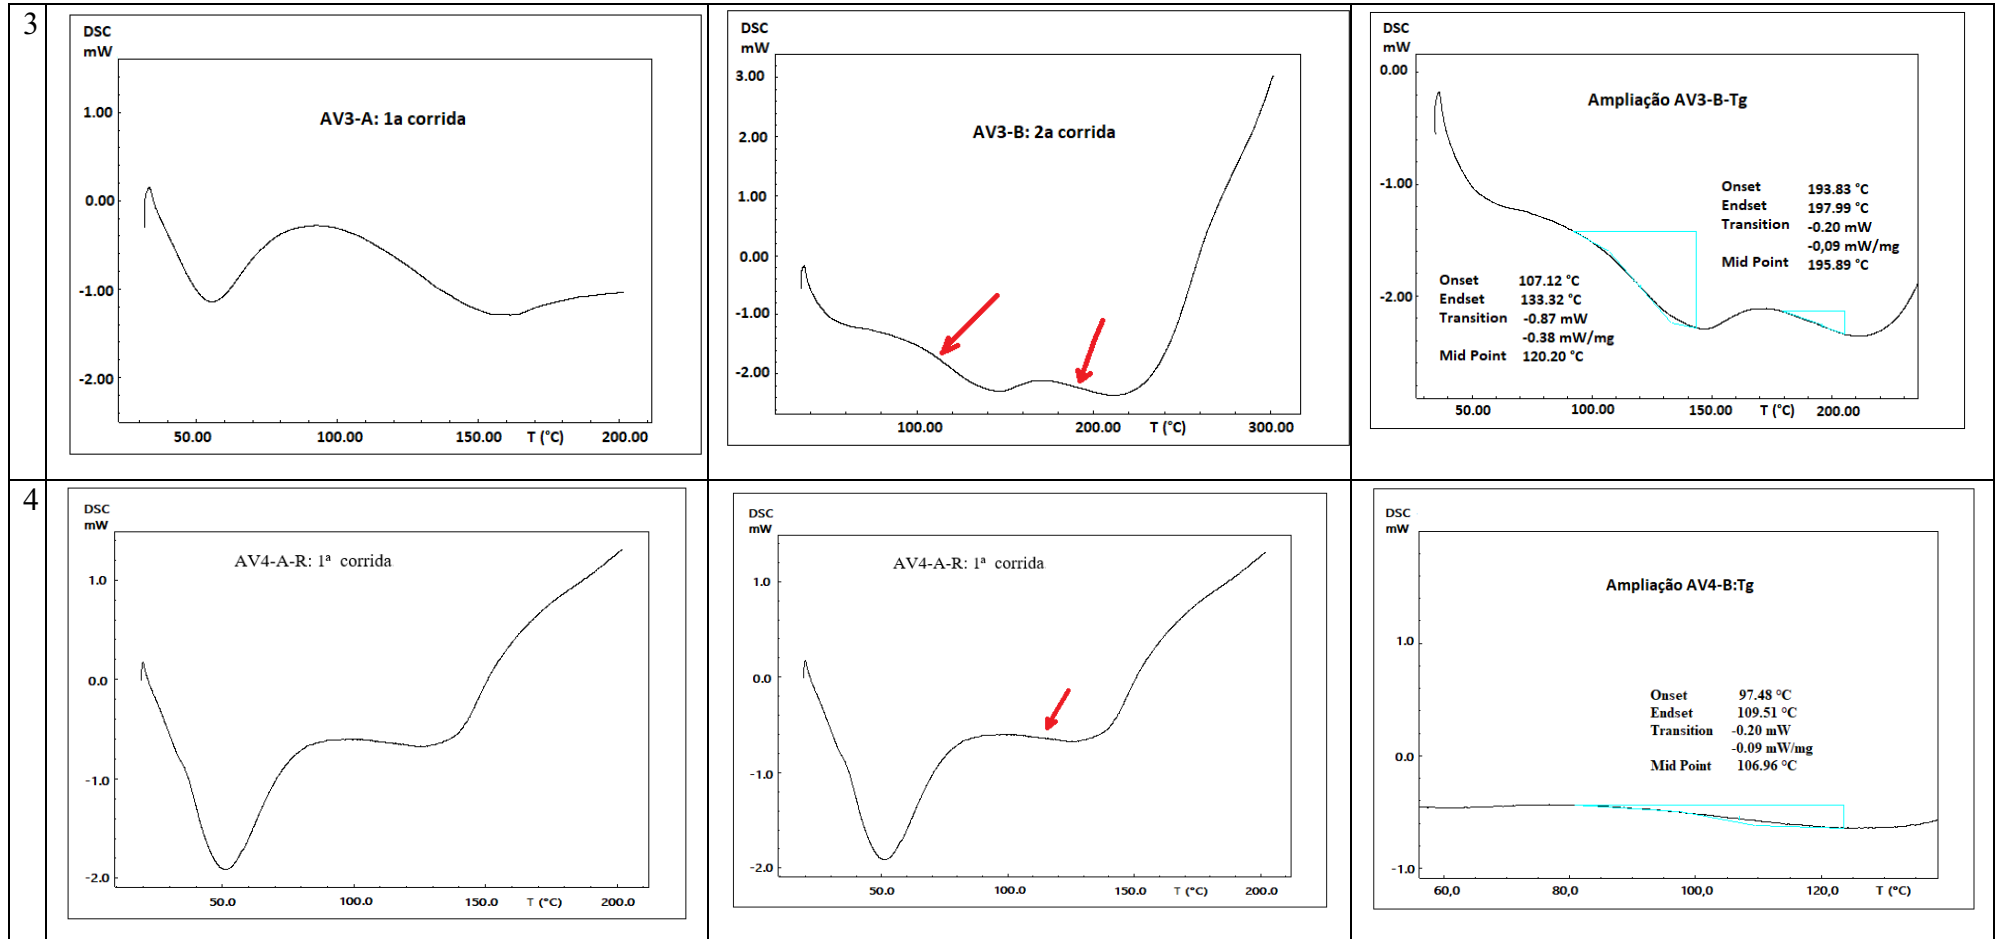 3
DSC
mW
AV3-A: 1a corrida
1.00
0.00
-1.00
-2.00
50.00 100.00 150.00 T (°C) 200.00
DSC
mW
3.00
AV3-B: 2a corrida
2.00
1.00
0.00
-1.00
-2.00
100.00 200.00 T (°C) 300.00
DSC
mW
0.00
Ampliação AV3-B-Tg
-1.00
Onset 193.83 °C
Endset 197.99 °C
Transition -0.20 mW
-0,09 mW/mg
Mid Point 195.89 °C
Onset 107.12 °C
Endset 133.32 °C
Transition -0.87 mW
-0.38 mW/mg
Mid Point 120.20 °C
-2.00
50.00 100.00 150.00 T (°C) 200.00
4
DSC
mW
AV4-A-R: 1ª corrida
1.0
0.0
-1.0
-2.0
50.0 100.0 150.0 T (°C) 200.0
DSC
mW
AV4-A-R: 1ª corrida
1.0
0.0
-1.0
-2.0
50.0 100.0 150.0 T (°C) 200.0
DSC
mW
Ampliação AV4-B:Tg
1.0
Onset 97.48 °C
Endset 109.51 °C
Transition -0.20 mW
-0.09 mW/mg
Mid Point 106.96 °C
0.0
-1.0
60,0 80,0 100,0 120,0 T (°C)